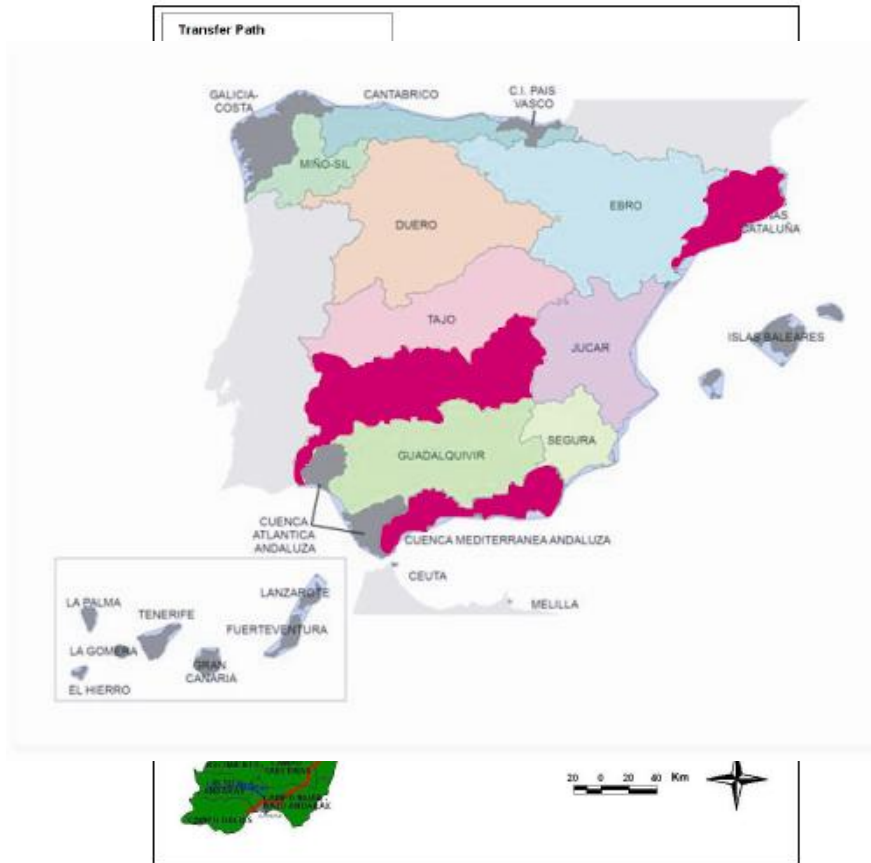 Transfer Path
GALICIA-
COSTA
CANTABRICO
C.I. PAIS
VASCO
MIÑO-SIL
DUERO
EBRO
CATALUÑA
TAJO
JUCAR
ISLAS BALEARES
GUADALQUIVIR
SEGURA
CUENCA
ATLANTICA
ANDALUZA
CUENCA MEDITERRANEA ANDALUZA
CEUTA
MELILLA
LA PALMA
TENERIFE
LANZAROTE
LA GOMERA
FUERTEVENTURA
GRAN
CANARIA
EL HIERRO
20 0 20 40 Km